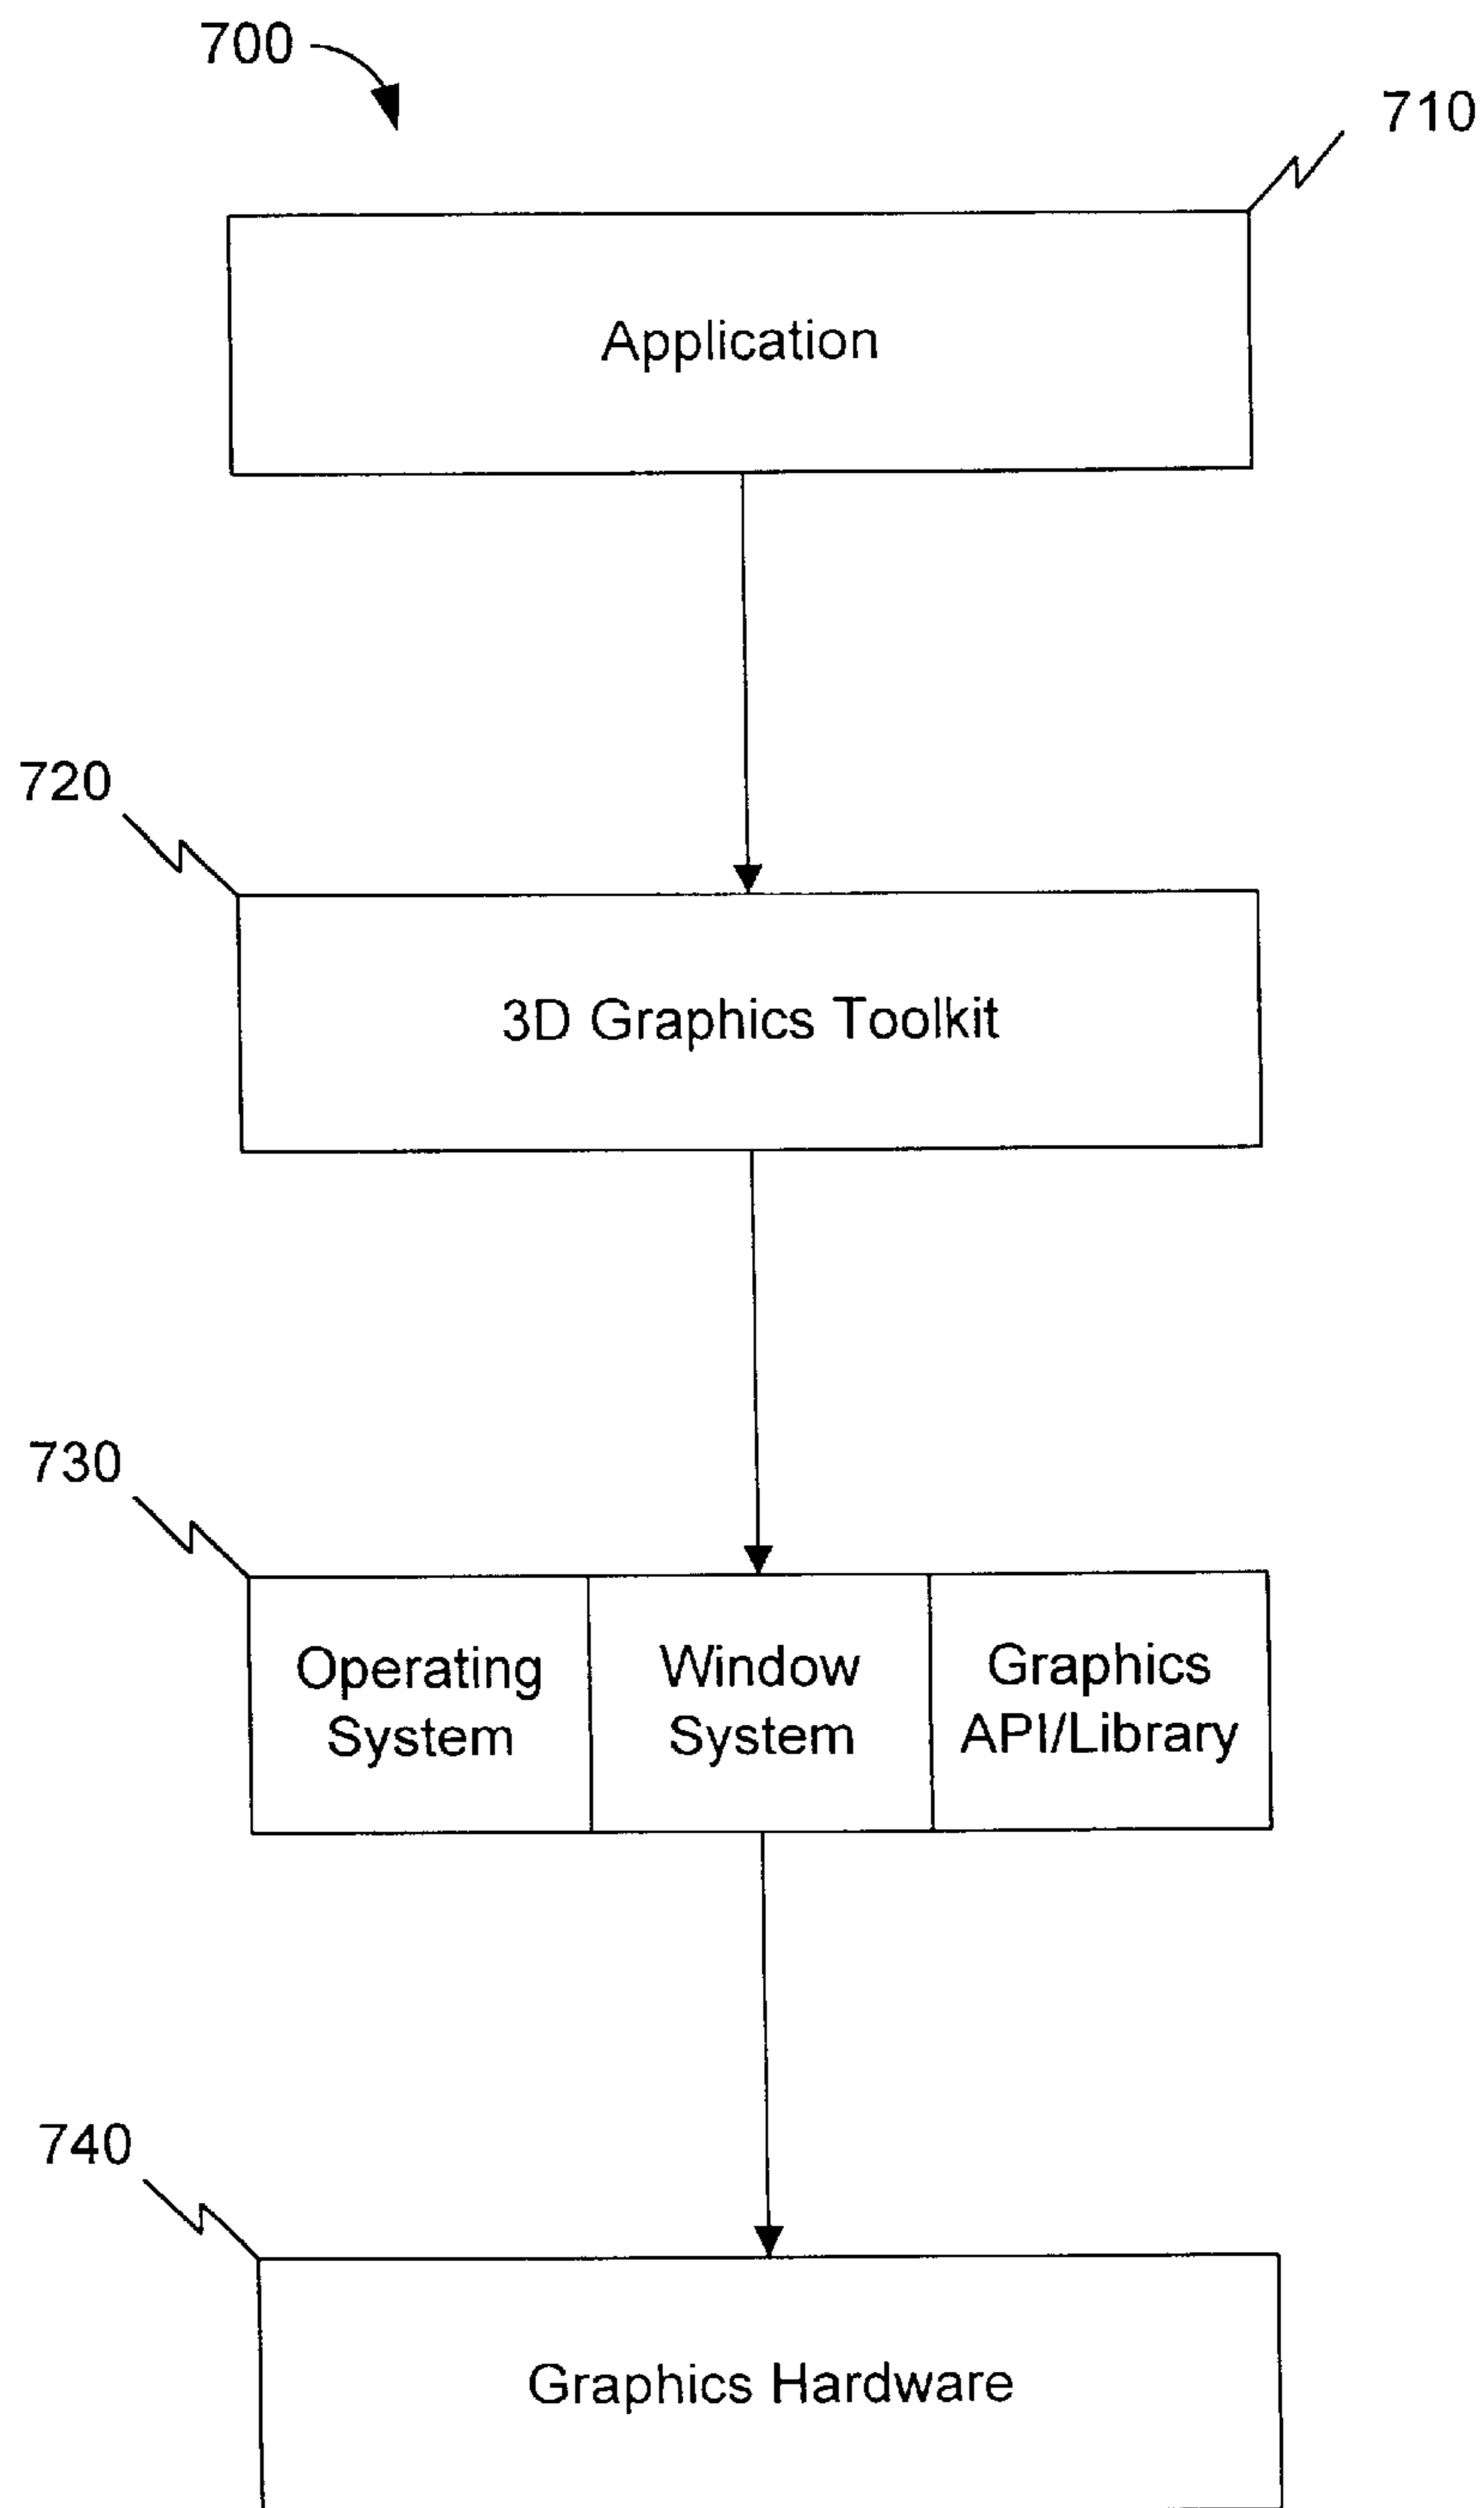 700
710
Application
720
3D Graphics Toolkit
730
Operating
System
Window
System
Graphics
API/Library
740
Graphics Hardware